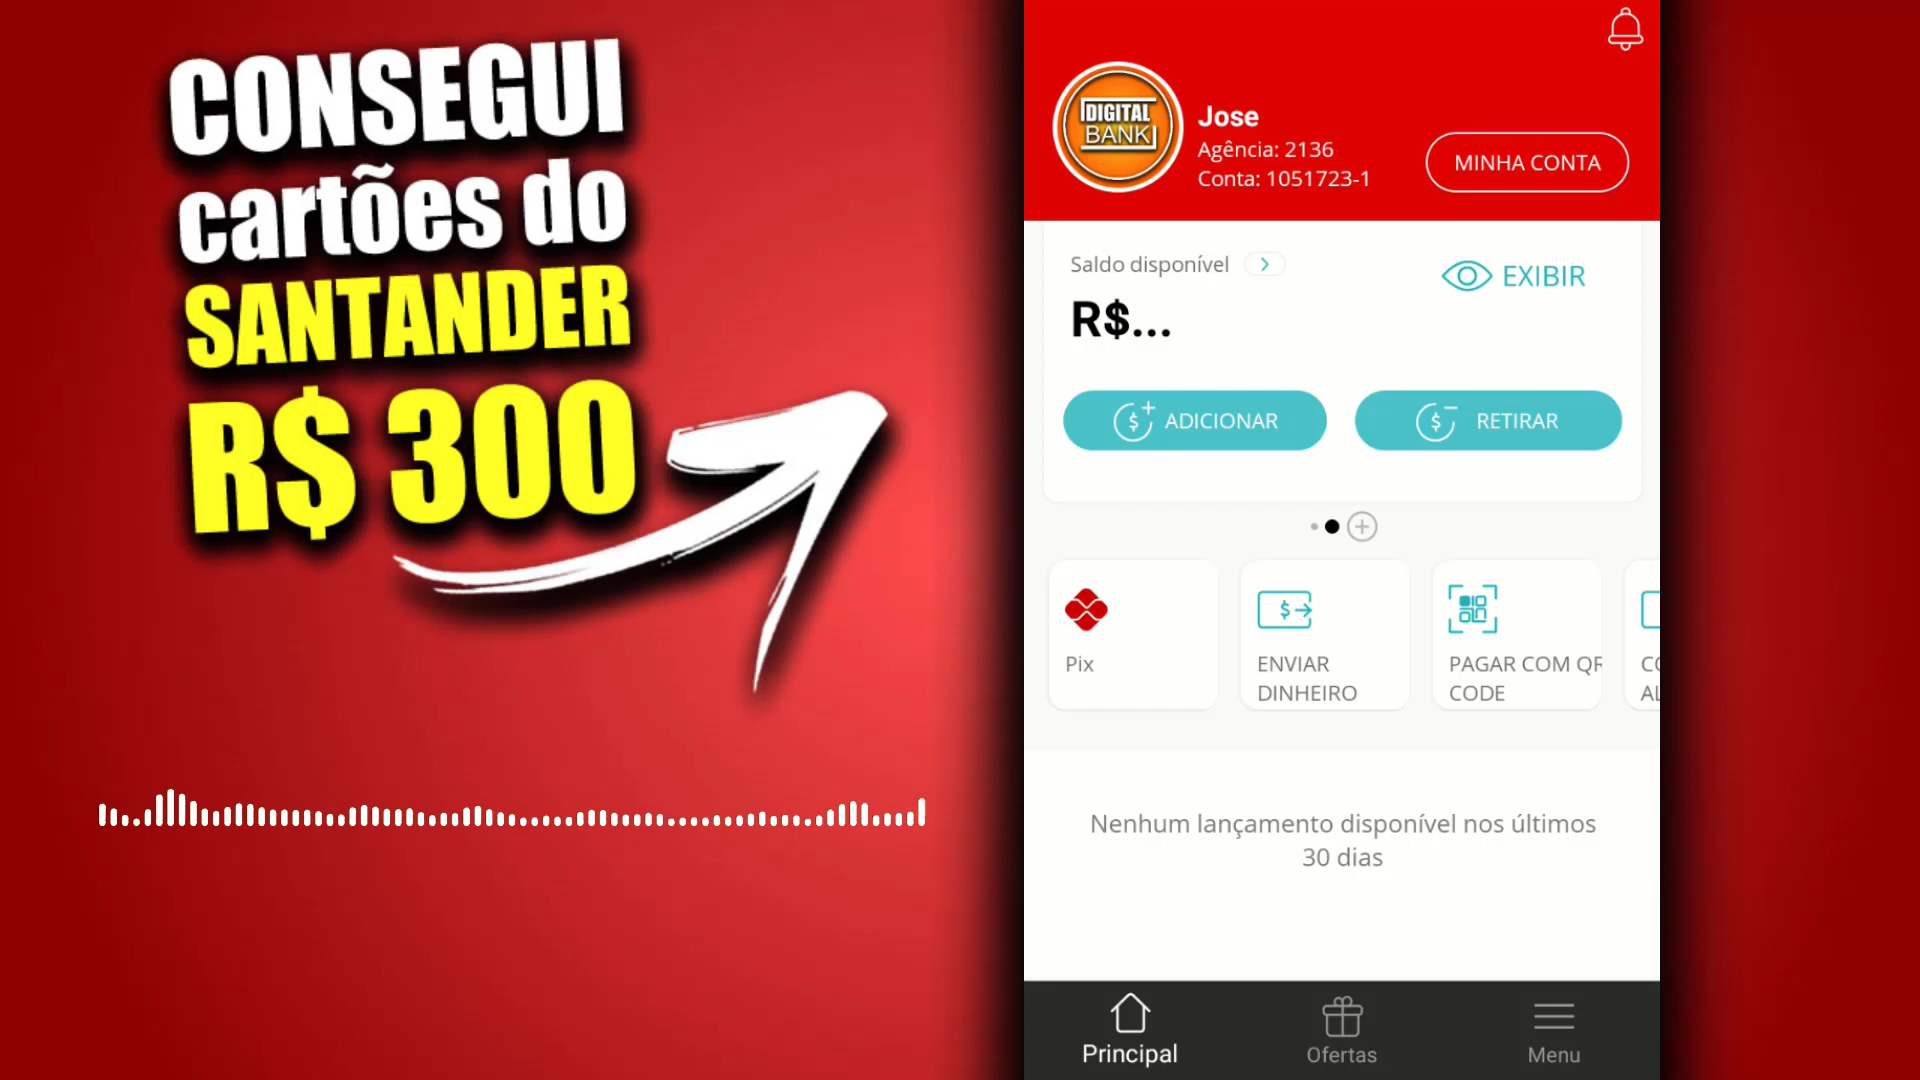 CONSEGUI
cartões do
SANTANDER
R$ 300
DIGITAL
BANK
Jose
Agência: 2136
Conta: 1051723-1
MINHA CONTA
Saldo disponível
EXIBIR
R$...
ADICIONAR
RETIRAR
Pix
ENVIAR
DINHEIRO
PAGAR COM QR
CODE
Nenhum lançamento disponível nos últimos
30 dias
Principal
Ofertas
Menu